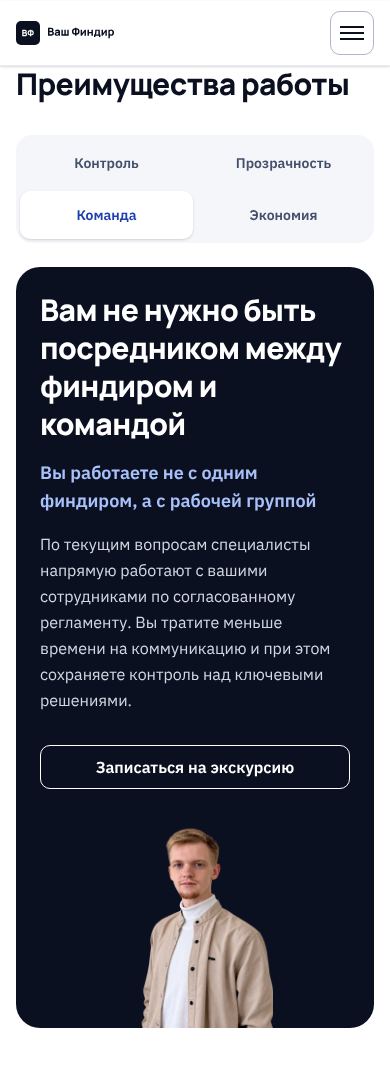 ВФ Ваш Финдир
Преимущества работы
Контроль Прозрачность
Команда Экономия
Вам не нужно быть
посредником между
финдиром и
командой
Вы работаете не с одним
финдиром, а с рабочей группой
По текущим вопросам специалисты
напрямую работают с вашими
сотрудниками по согласованному
регламенту. Вы тратите меньше
времени на коммуникацию и при этом
сохраняете контроль над ключевыми
решениями.
Записаться на экскурсию